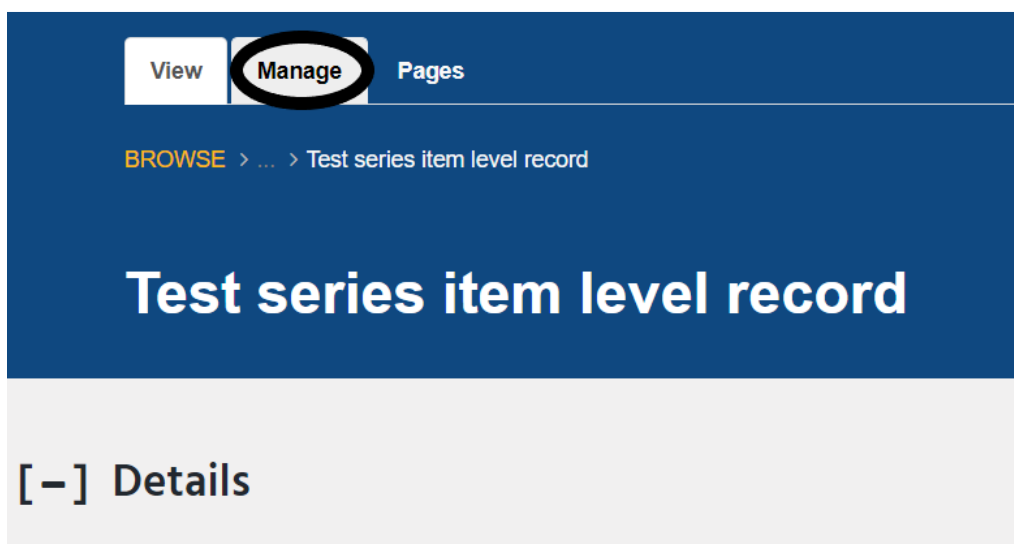 View Manage Pages
BROWSE > ... > Test series item level record
Test series item level record
[−] Details